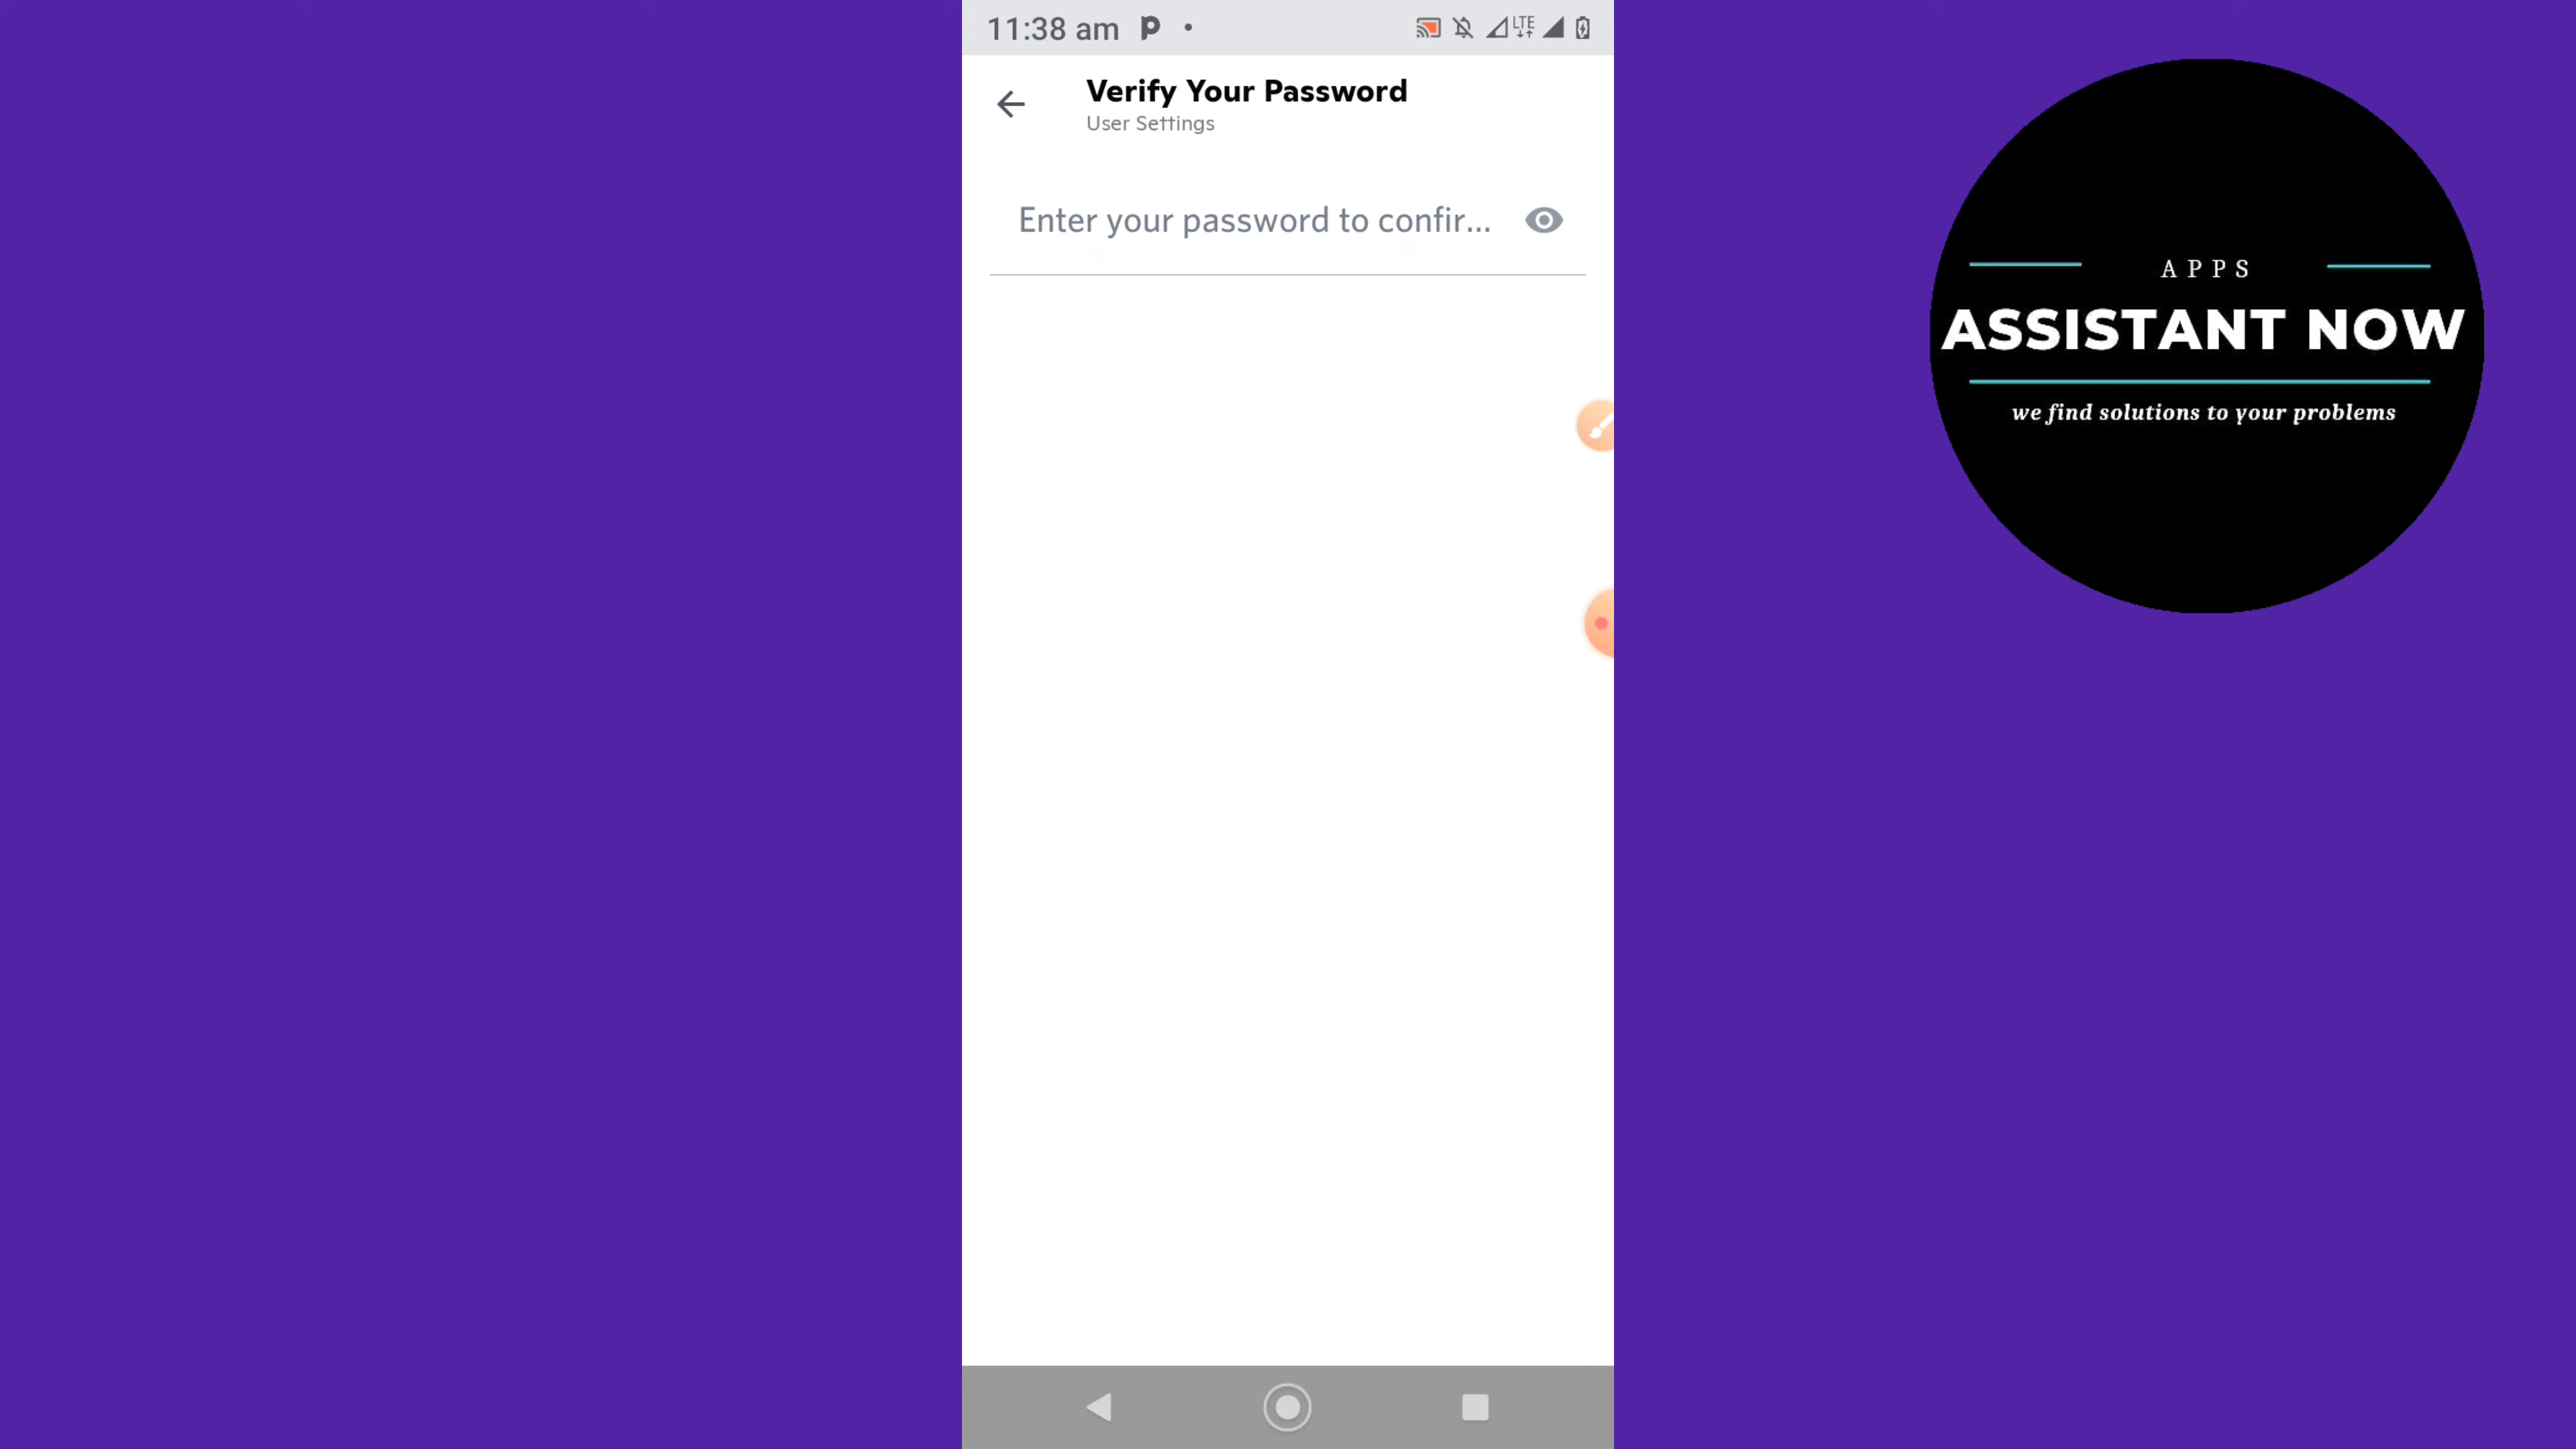 11:38 am
LTE
Verify Your Password
User Settings
Enter your password to confir...
APPS
ASSISTANT NOW
we find solutions to your problems